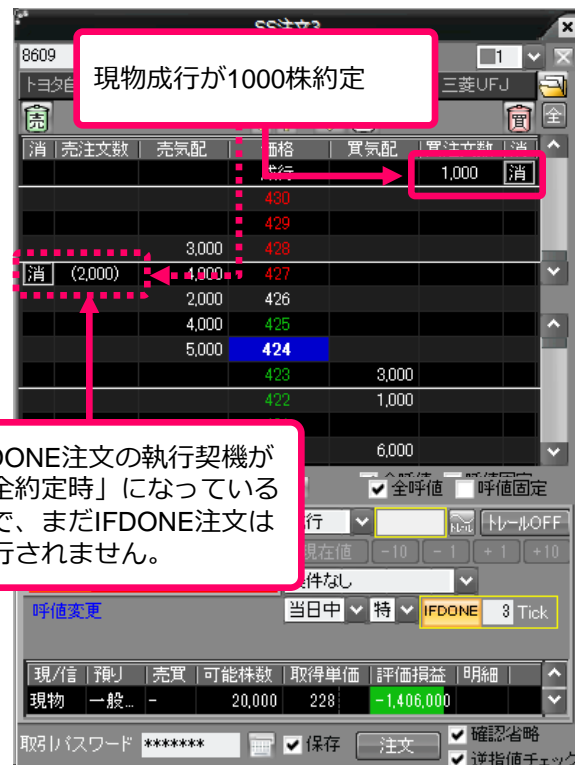 SS注文3
8609
1
現物成行が1000株約定
三菱UFJ
売
買
全
消 売注文数 売気配 価格 買気配 買注文数 消
成行 1,000 消
430
429
3,000 428
消 (2,000) 4,000 427
2,000 426
4,000 425
5,000 424
423 3,000
422 1,000
6,000
DONE注文の執行契機が
全約定時」になっている
で、まだIFDONE注文は
行されません。
全呼値 呼値固定
行 トレールOFF
現在値 -10 -1 +1 +10
条件なし
呼値変更 当日中 特 IFDONE 3 Tick
現/信 預り 売買 可能株数 取得単価 評価損益 明細
現物 一般... - 20,000 228 -1,406,000
取引パスワード ******* 保存 注文 確認省略
逆指値チェック